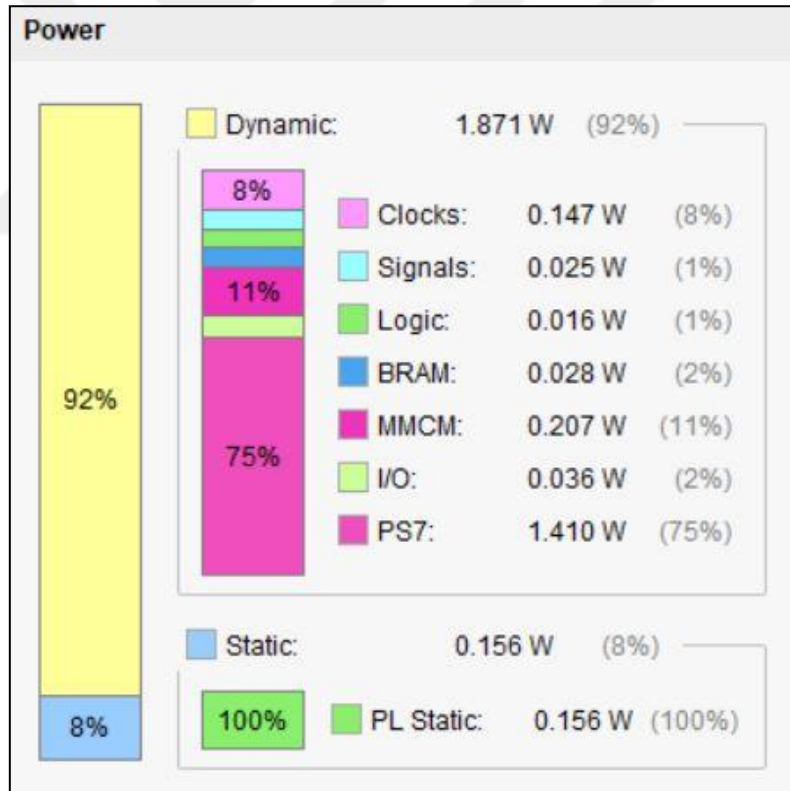 Power
Dynamic: 1.871 W (92%)
8%
Clocks: 0.147 W (8%)
Signals: 0.025 W (1%)
11%
Logic: 0.016 W (1%)
BRAM: 0.028 W (2%)
92%
MMCM: 0.207 W (11%)
75%
I/O: 0.036 W (2%)
PS7: 1.410 W (75%)
Static: 0.156 W (8%)
8%
100%
PL Static: 0.156 W (100%)